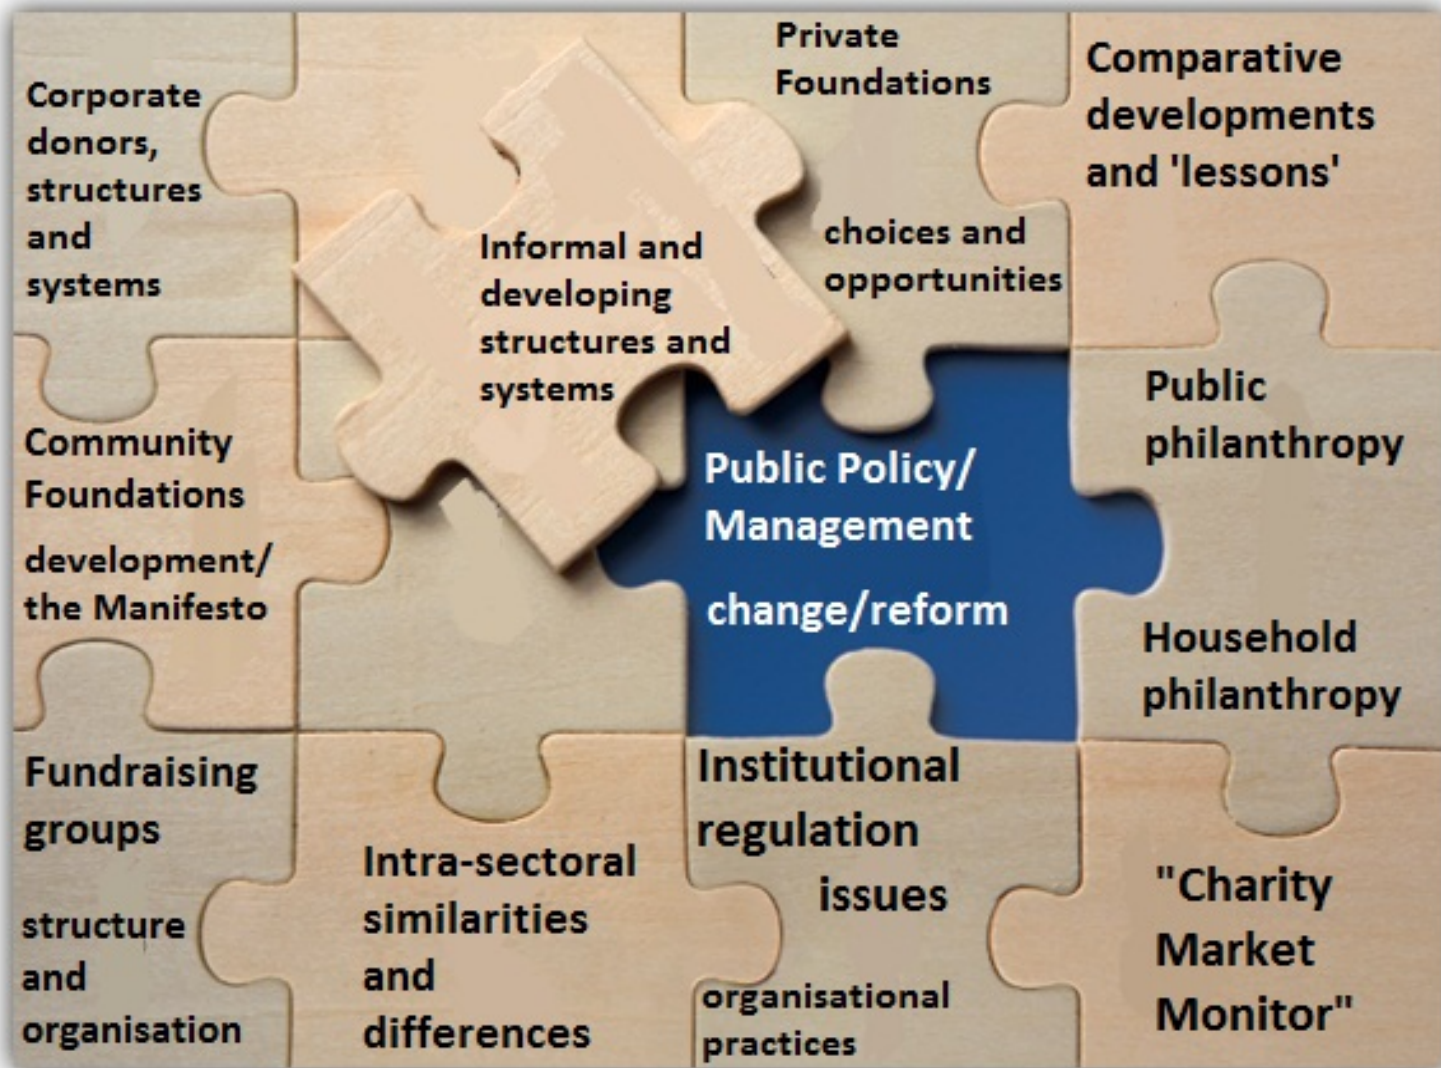 Corporate
donors,
structures
and
systems
Informal and
developing
structures and
systems
Private
Foundations
choices and
opportunities
Comparative
developments
and 'lessons'
Community
Foundations
development/
the Manifesto
Public Policy/
Management
change/reform
Public
philanthropy
Household
philanthropy
Fundraising
groups
structure
and
organisation
Intra-sectoral
similarities
and
differences
Institutional
regulation
issues
organisational
practices
"Charity
Market
Monitor"